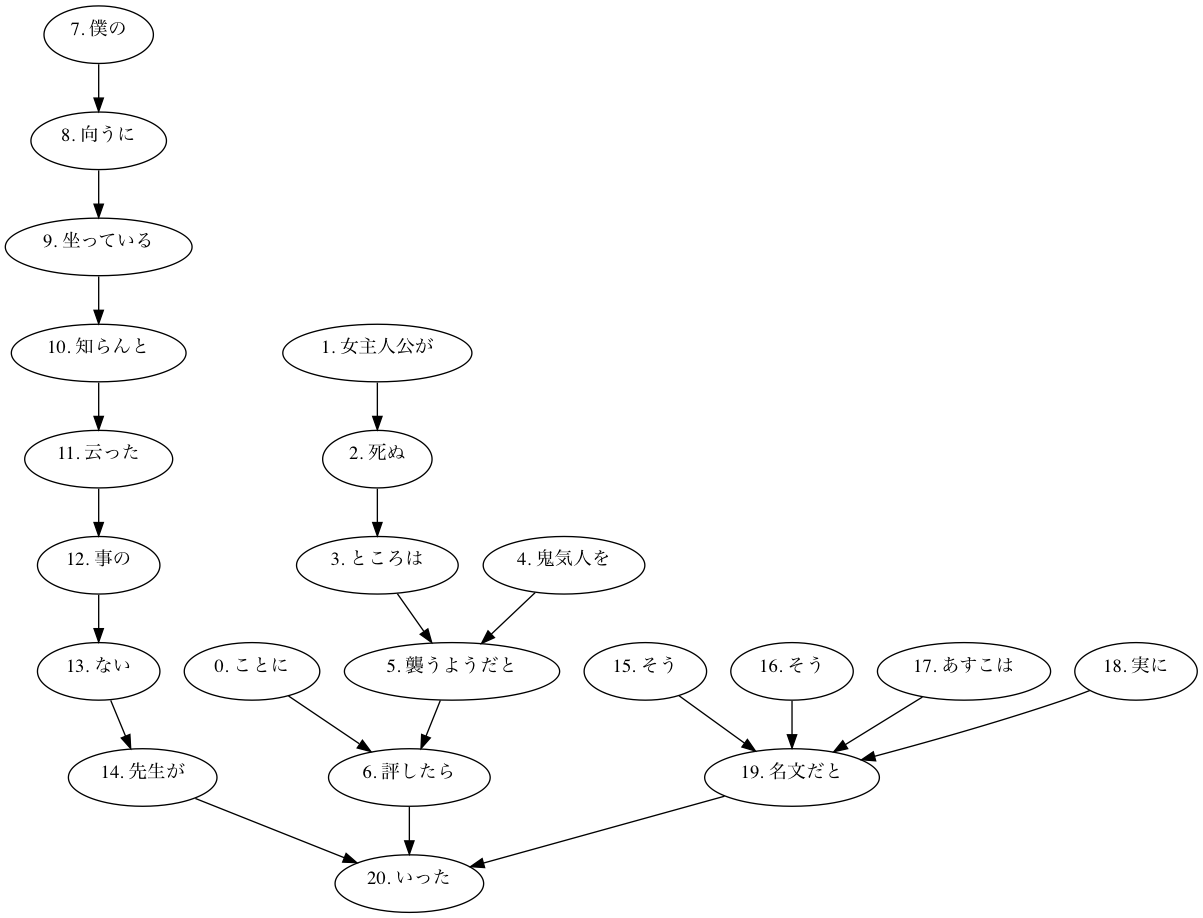 7. 僕の
8. 向うに
9. 坐っている
10. 知らんと
1. 女主人公が
11. 云った
2. 死ぬ
12. 事の
3. ところは
4. 鬼気人を
13. ない
0. ことに
5. 襲うようだと
15. そう
16. そう
17. あすこは
18. 実に
14. 先生が
6. 評したら
19. 名文だと
20. いった